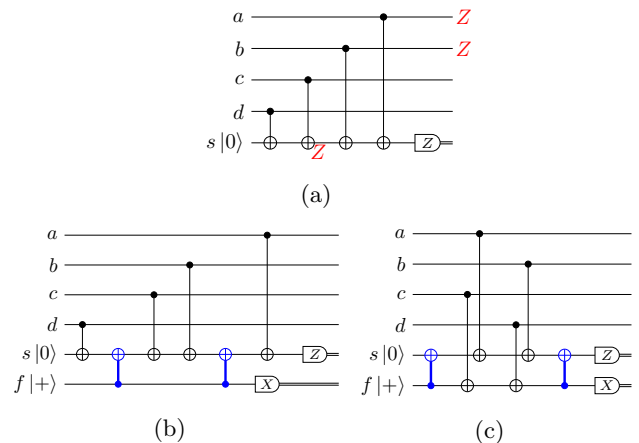 a Z
b Z
c
d
s |0⟩ Z Z
(a)
a a
b b
c c
d d
s |0⟩ Z s |0⟩ Z
f |+⟩ X f |+⟩ X
(b) (c)